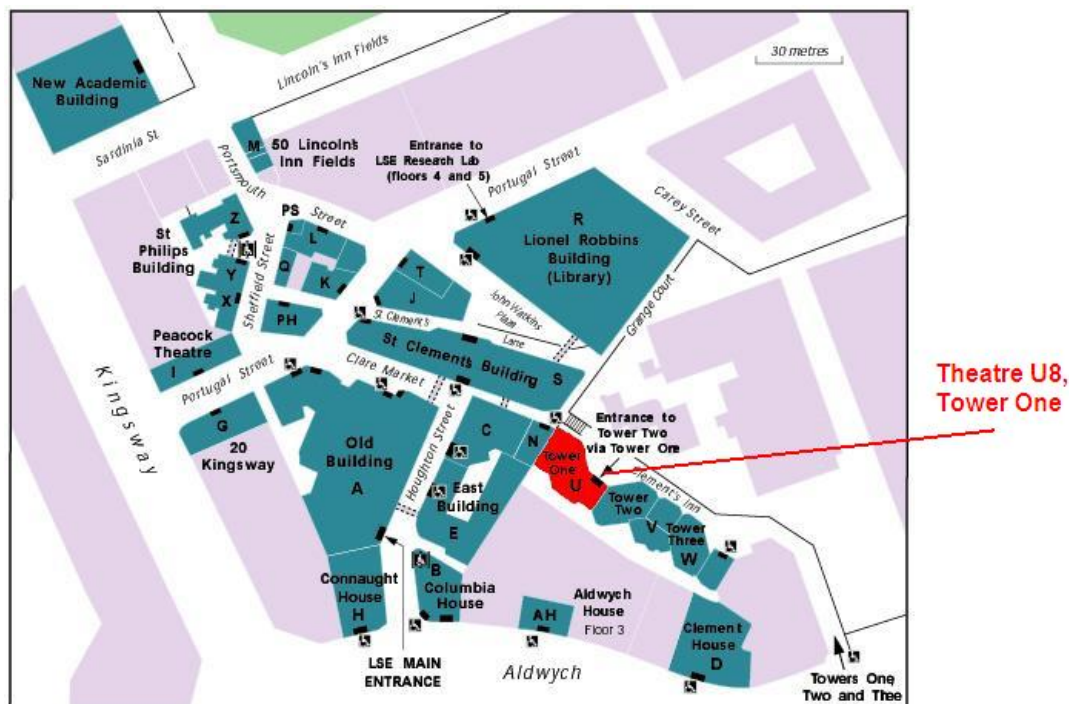 New Academic
Building
Lincoln's Inn Fields
30 metres
Sardinia St
M
50 Lincoln's
Inn Fields
Portsmouth
Street
Entrance to
LSE Research Lab
(floors 4 and 5)
Portugal Street
Carey Street
PS
Z
L
St
Philips
Building
Sheffield Street
Q
K
T
J
R
Lionel Robbins
Building
(Library)
Grange Court
Y
X
PH
St Clement's
Lane
John Watkins
Plaza
Peacock
Theatre
I
Portugal Street
Clare Market
St Clements Building
S
Kingsway
G
20
Kingsway
Old
Building
A
Houghton Street
C
N
East
Building
E
Entrance to
Tower Two
via Tower One
Tower
One
U
Theatre U8,
Tower One
Clement's Inn
Tower
Two
V
Tower
Three
W
Connaught
House
H
B
Columbia
House
AH
Aldwych
House
Floor 3
Clement
House
D
LSE MAIN
ENTRANCE
Aldwych
Towers One,
Two and Three